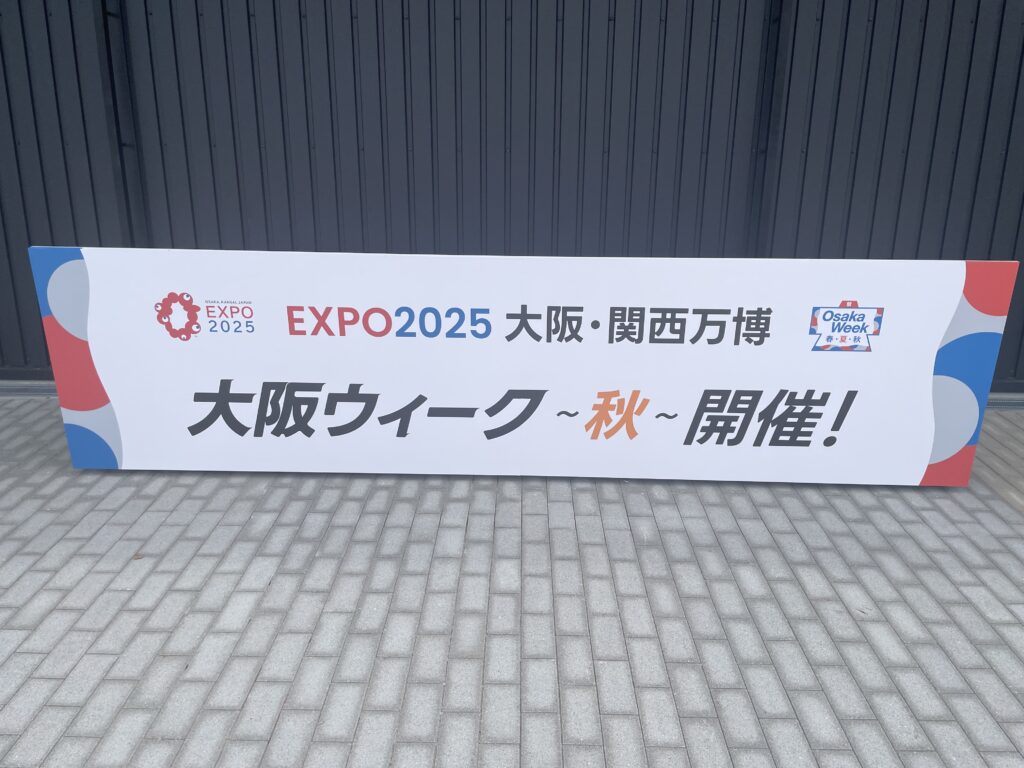 OSAKA, KANSAI, JAPAN
EXPO
2025
EXPO2025 大阪・関西万博
Osaka
Week
春・夏・秋
大阪ウィーク ~秋~ 開催!